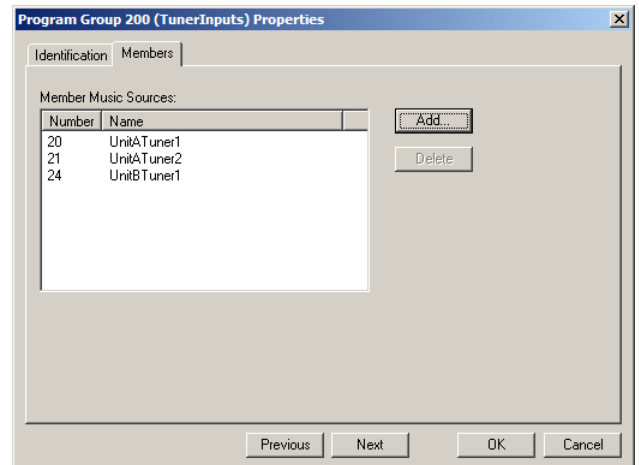 Program Group 200 (TunerInputs) Properties
Identification Members
Member Music Sources:
Number Name
Add...
20 UnitATuner1
21 UnitATuner2
Delete
24 UnitBTuner1
Previous Next OK Cancel